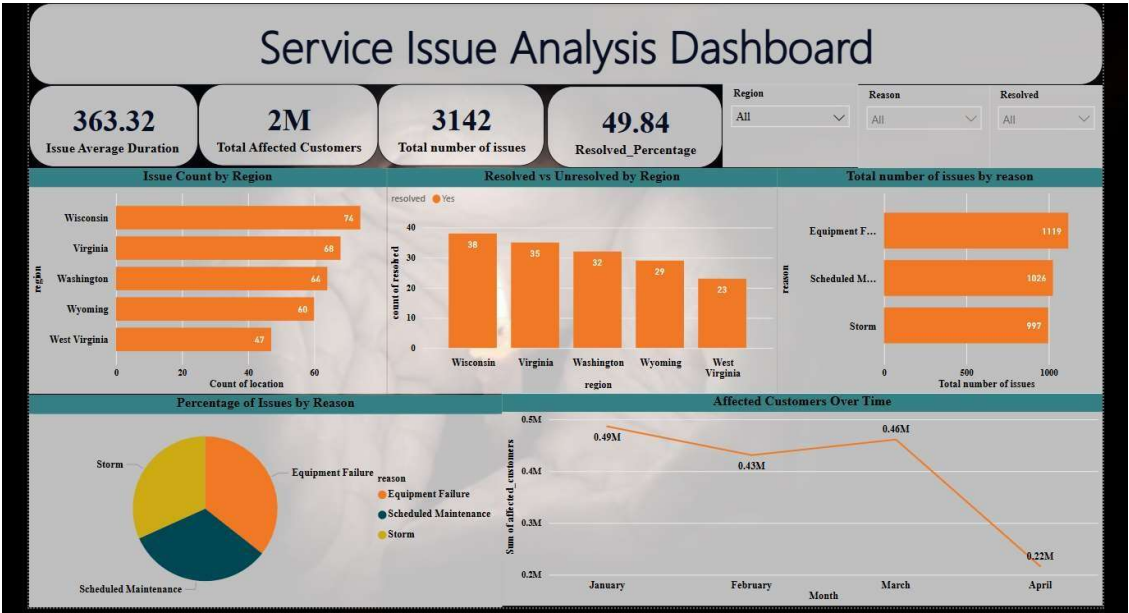 Service Issue Analysis Dashboard
363.32
Issue Average Duration
2M
Total Affected Customers
3142
Total number of issues
49.84
Resolved_Percentage
Region
All
Reason
All
Resolved
All
Issue Count by Region
region
Wisconsin
74
Virginia
68
Washington
64
Wyoming
60
West Virginia
47
0 20 40 60
Count of location
Resolved vs Unresolved by Region
resolved Yes
count of resolved
40
30
20
10
0
38
35
32
29
23
Wisconsin Virginia Washington Wyoming West
Virginia
region
Total number of issues by reason
reason
Equipment F...
1119
Scheduled M...
1026
Storm
997
0 500 1000
Total number of issues
Percentage of Issues by Reason
Storm
Equipment Failure
Scheduled Maintenance
reason
Equipment Failure
Scheduled Maintenance
Storm
Affected Customers Over Time
Sum of affected_customers
0.5M
0.4M
0.3M
0.2M
0.49M
0.43M
0.46M
0.22M
January February March April
Month